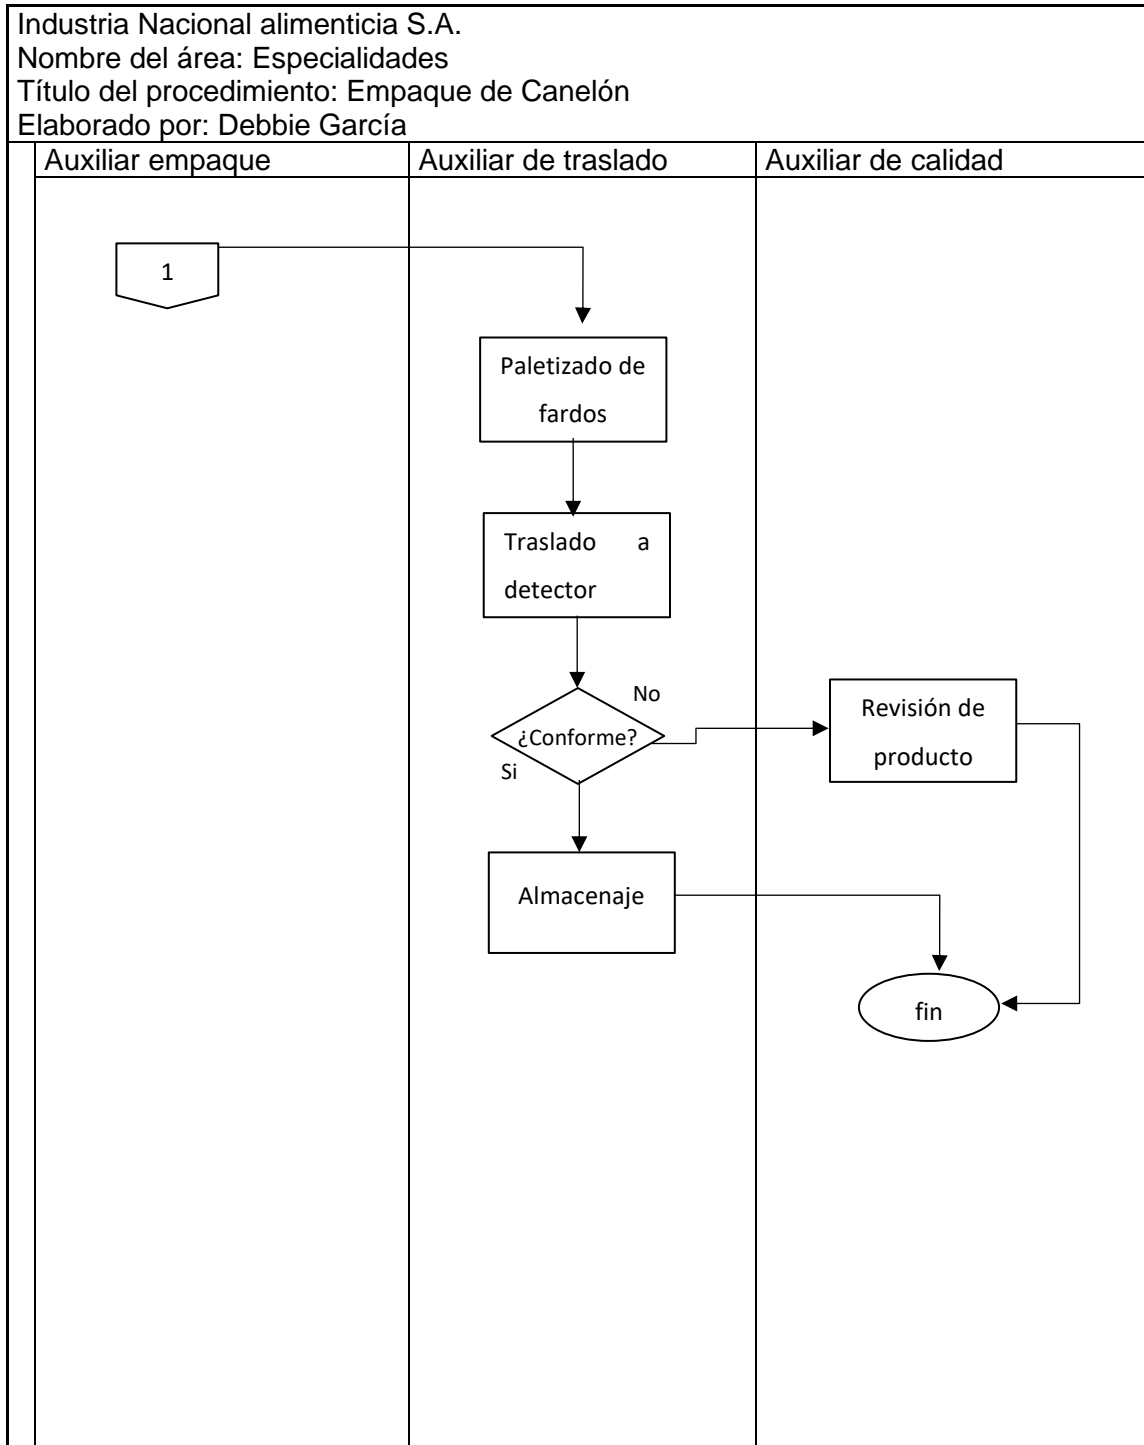 Industria Nacional alimenticia S.A.
Nombre del área: Especialidades
Título del procedimiento: Empaque de Canelón
Elaborado por: Debbie García
Auxiliar empaque
Auxiliar de traslado
Auxiliar de calidad
1
Paletizado de
fardos
Traslado a
detector
No
¿Conforme?
Si
Revisión de
producto
Almacenaje
fin